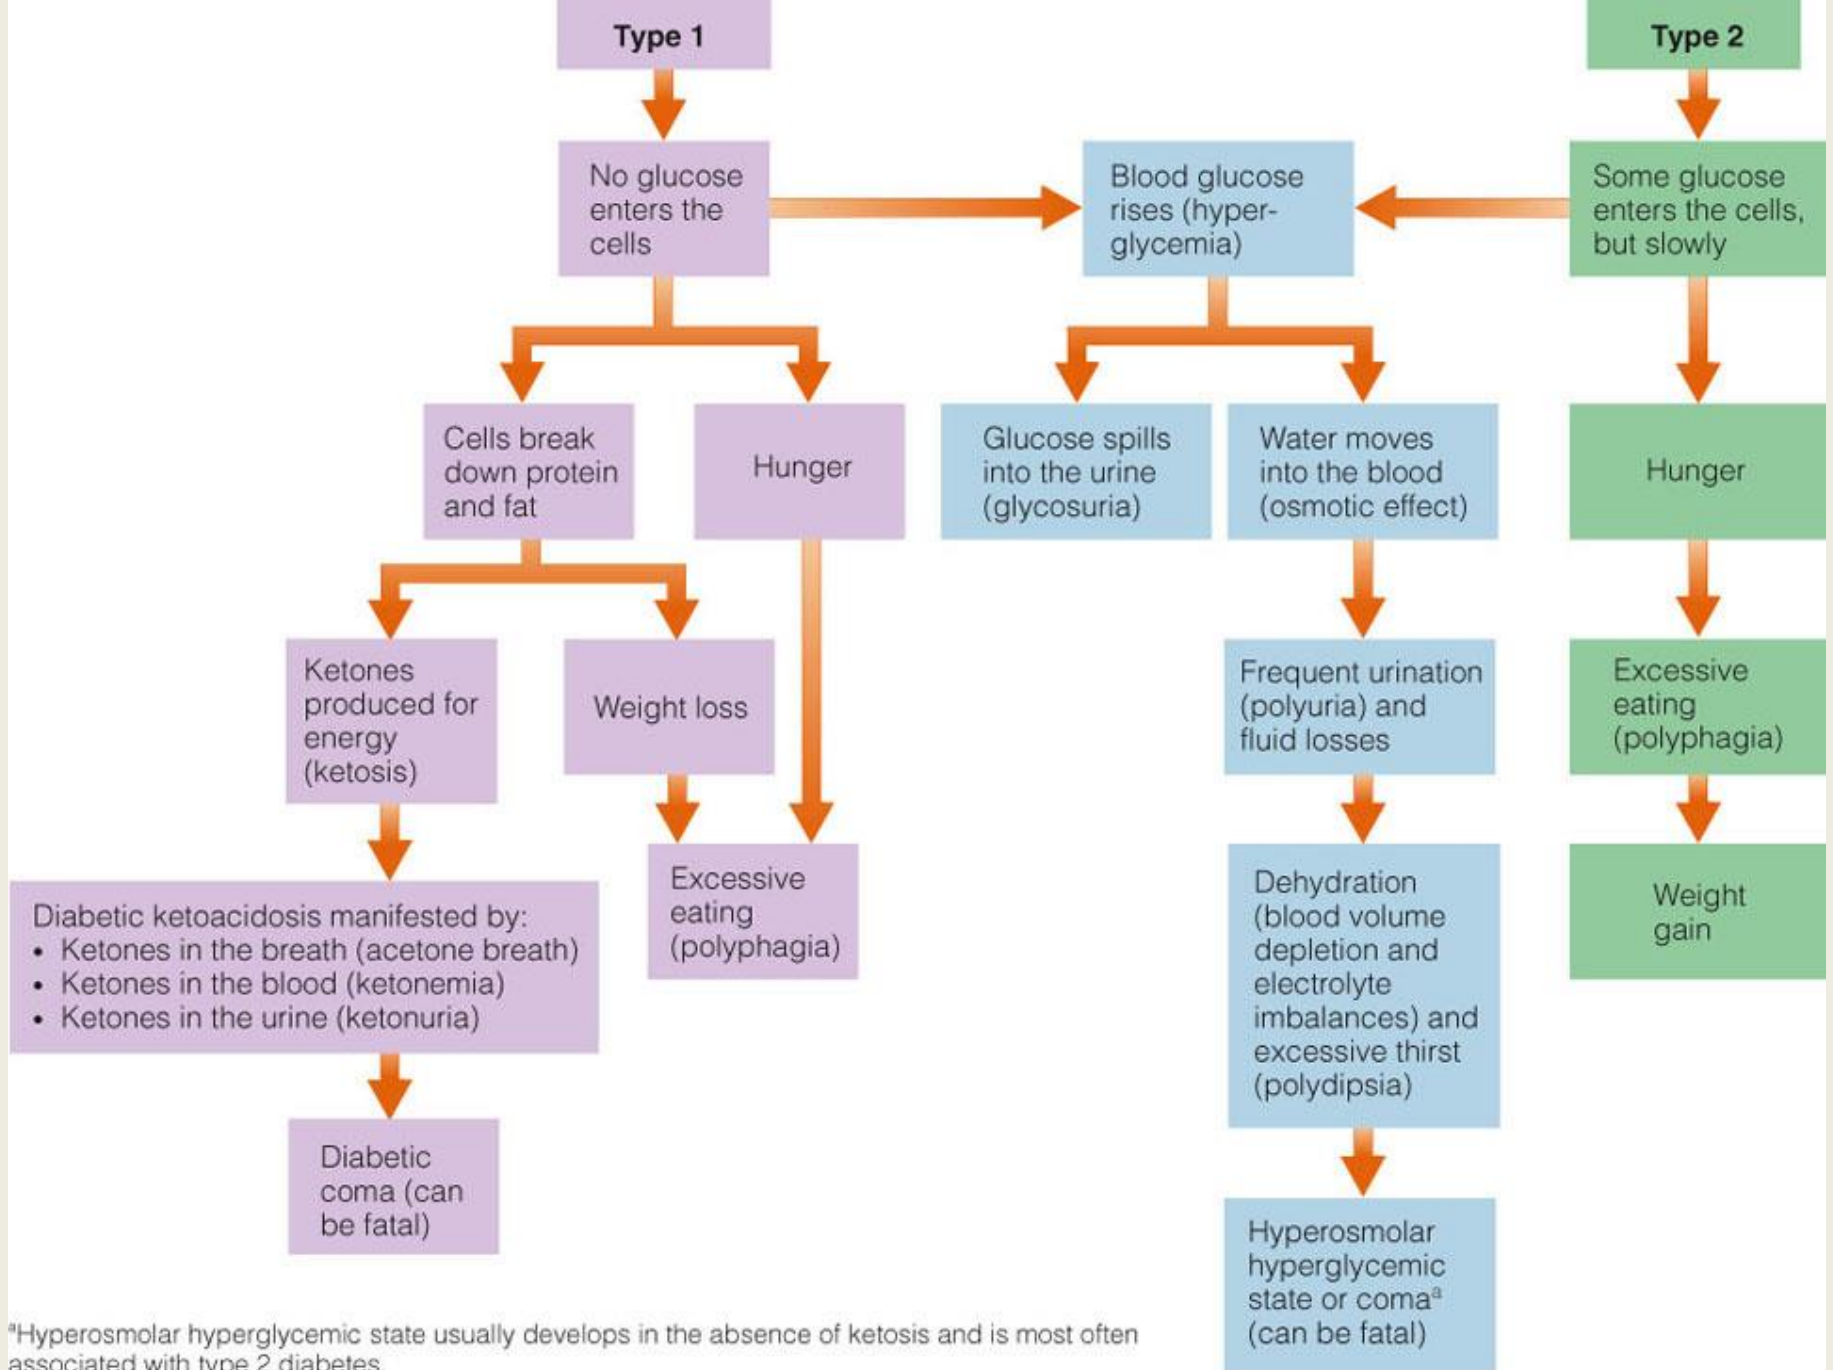 Type 1
Type 2
No glucose
enters the
cells
Blood glucose
rises (hyper-
glycemia)
Some glucose
enters the cells,
but slowly
Cells break
down protein
and fat
Hunger
Glucose spills
into the urine
(glycosuria)
Water moves
into the blood
(osmotic effect)
Hunger
Ketones
produced for
energy
(ketosis)
Weight loss
Frequent urination
(polyuria) and
fluid losses
Excessive
eating
(polyphagia)
Diabetic ketoacidosis manifested by:
• Ketones in the breath (acetone breath)
• Ketones in the blood (ketonemia)
• Ketones in the urine (ketonuria)
Excessive
eating
(polyphagia)
Dehydration
(blood volume
depletion and
electrolyte
imbalances) and
excessive thirst
(polydipsia)
Weight
gain
Diabetic
coma (can
be fatal)
Hyperosmolar
hyperglycemic
state or comaᵃ
(can be fatal)
ᵃHyperosmolar hyperglycemic state usually develops in the absence of ketosis and is most often
associated with type 2 diabetes.